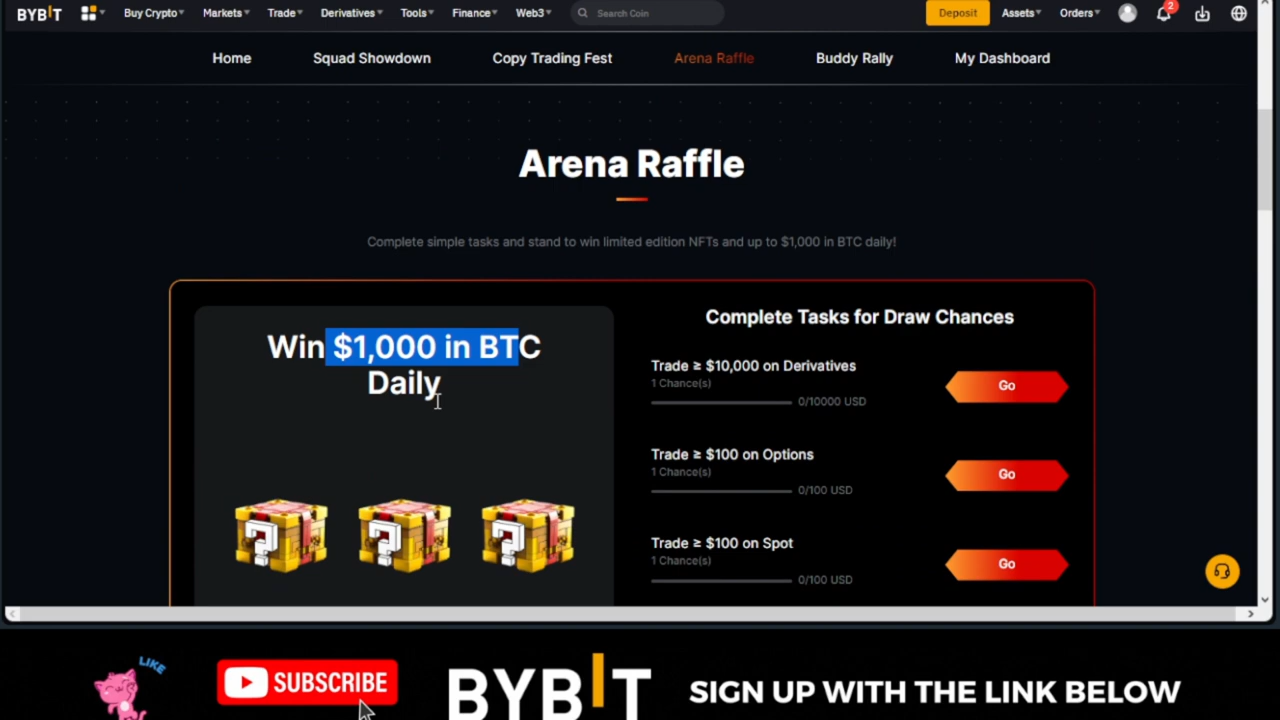 BYBIT Buy Crypto Markets Trade Derivatives Tools Finance Web3 Search Coin Deposit Assets Orders 2
Home Squad Showdown Copy Trading Fest Arena Raffle Buddy Rally My Dashboard
Arena Raffle
Complete simple tasks and stand to win limited edition NFTs and up to $1,000 in BTC daily!
Win $1,000 in BTC
Daily
? ? ?
Complete Tasks for Draw Chances
Trade ≥ $10,000 on Derivatives
1 Chance(s)
0/10000 USD
Go
Trade ≥ $100 on Options
1 Chance(s)
0/100 USD
Go
Trade ≥ $100 on Spot
1 Chance(s)
0/100 USD
Go
LIKE
SUBSCRIBE
BYBIT
SIGN UP WITH THE LINK BELOW